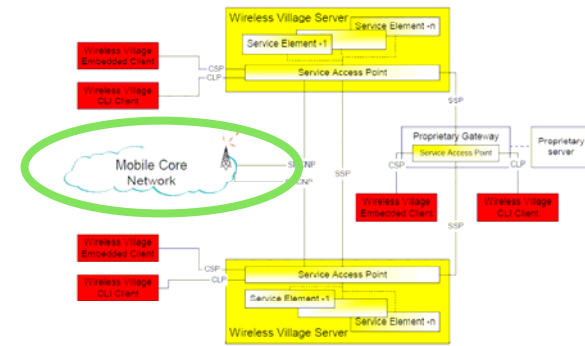 Wireless Village Server
Service Element -n
Service Element -1
Service Access Point
Wireless Village
Embedded Client
Wireless Village
CLI Client
CSP
CLP
SSP
Mobile Core
Network
SSP
Proprietary Gateway
Service Access Point
CSP
CLP
Proprietary
server
Wireless Village
Embedded Client
Wireless Village
CLI Client
SSP
Wireless Village
Embedded Client
Wireless Village
CLI Client
CSP
CLP
Service Access Point
Service Element -1
Service Element -n
Wireless Village Server